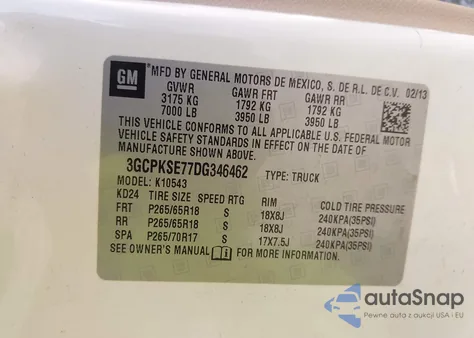 GM
MFD BY GENERAL MOTORS DE MEXICO, S. DE R.L. DE C.V. 02/13
GVWR GAWR FRT GAWR RR
3175 KG 1792 KG 1792 KG
7000 LB 3950 LB 3950 LB
THIS VEHICLE CONFORMS TO ALL APPLICABLE U.S. FEDERAL MOTOR
VEHICLE SAFETY STANDARDS IN EFFECT ON THE DATE OF
MANUFACTURE SHOWN ABOVE.
3GCPKSE77DG346462 TYPE: TRUCK
MODEL: K10543
KD24 TIRE SIZE SPEED RTG RIM COLD TIRE PRESSURE
FRT P265/65R18 S 18X8J 240KPA(35PSI)
RR P265/65R18 S 18X8J 240KPA(35PSI)
SPA P265/70R17 S 17X7.5J 240KPA(35PSI)
SEE OWNER'S MANUAL FOR MORE INFORMATION.
autoSnap
Pewne auta z aukcji USA i EU